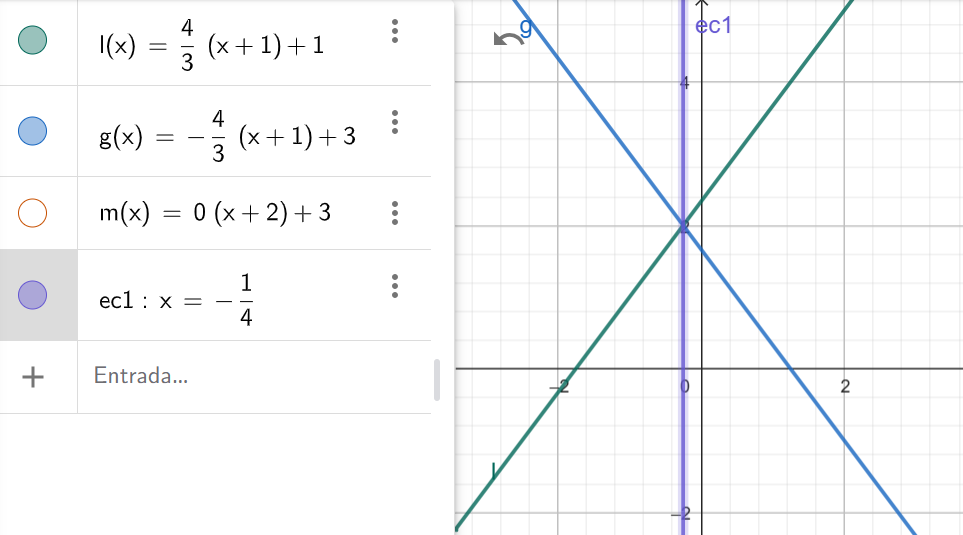 l(x) = 4/3 (x + 1) + 1
g(x) = − 4/3 (x + 1) + 3
m(x) = 0 (x + 2) + 3
ec1 : x = − 1/4
+ Entrada...
g
ec1
4
2
−2
0
2
l
−2